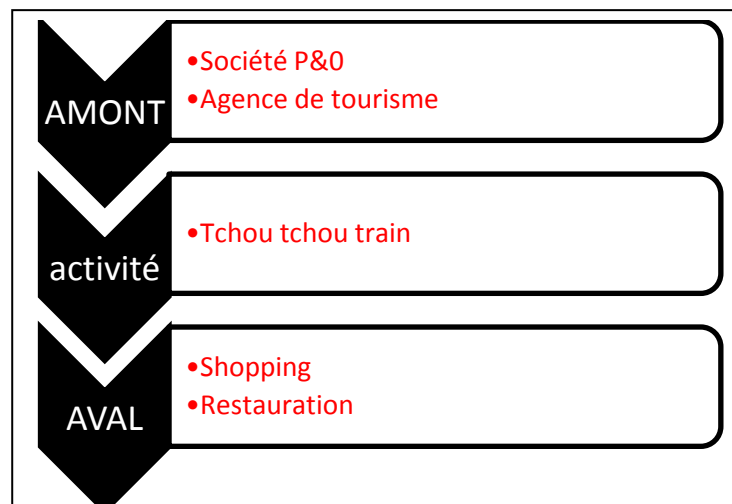 AMONT
•Société P&0
•Agence de tourisme
activité
•Tchou tchou train
AVAL
•Shopping
•Restauration